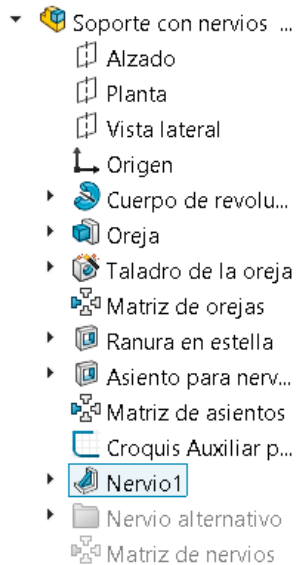 Soporte con nervios ...
Alzado
Planta
Vista lateral
Origen
Cuerpo de revolu...
Oreja
Taladro de la oreja
Matriz de orejas
Ranura en estella
Asiento para nerv...
Matriz de asientos
Croquis Auxiliar p...
Nervio1
Nervio alternativo
Matriz de nervios